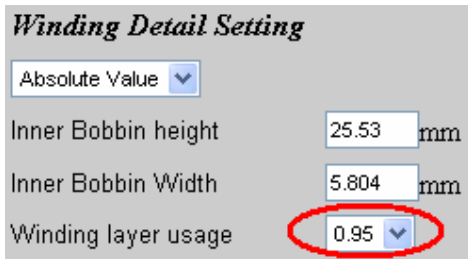 Winding Detail Setting
Absolute Value
Inner Bobbin height 25.53 mm
Inner Bobbin Width 5.804 mm
Winding layer usage 0.95